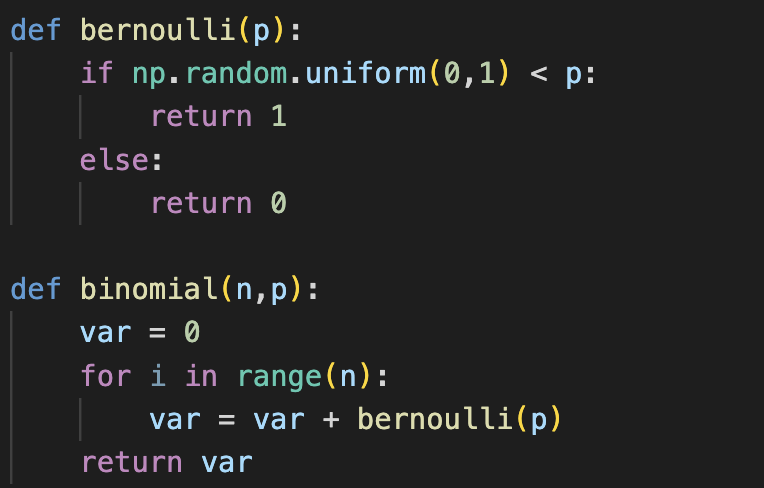 def bernoulli(p):
    if np.random.uniform(0,1) < p:
        return 1
    else:
        return 0

def binomial(n,p):
    var = 0
    for i in range(n):
        var = var + bernoulli(p)
    return var